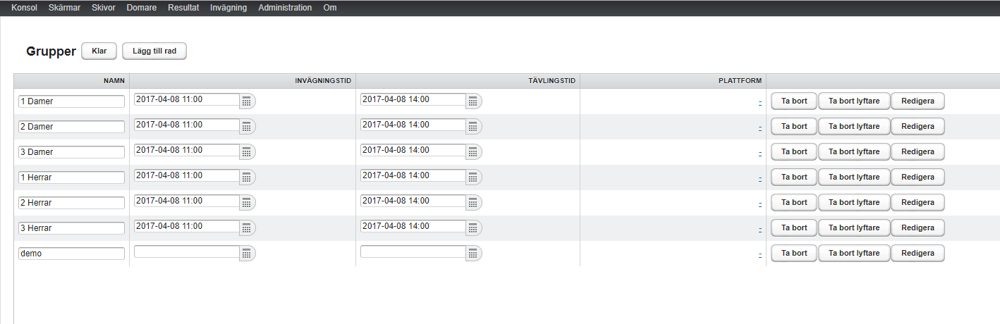 Konsol Skärmar Skivor Domare Resultat Invägning Administration Om
Grupper Klar Lägg till rad
NAMN INVÄGNINGSTID TÄVLINGSTID PLATTFORM
1 Damer 2017-04-08 11:00 2017-04-08 14:00 - Ta bort Ta bort lyftare Redigera
2 Damer 2017-04-08 11:00 2017-04-08 14:00 - Ta bort Ta bort lyftare Redigera
3 Damer 2017-04-08 11:00 2017-04-08 14:00 - Ta bort Ta bort lyftare Redigera
1 Herrar 2017-04-08 11:00 2017-04-08 14:00 - Ta bort Ta bort lyftare Redigera
2 Herrar 2017-04-08 11:00 2017-04-08 14:00 - Ta bort Ta bort lyftare Redigera
3 Herrar 2017-04-08 11:00 2017-04-08 14:00 - Ta bort Ta bort lyftare Redigera
demo - Ta bort Ta bort lyftare Redigera